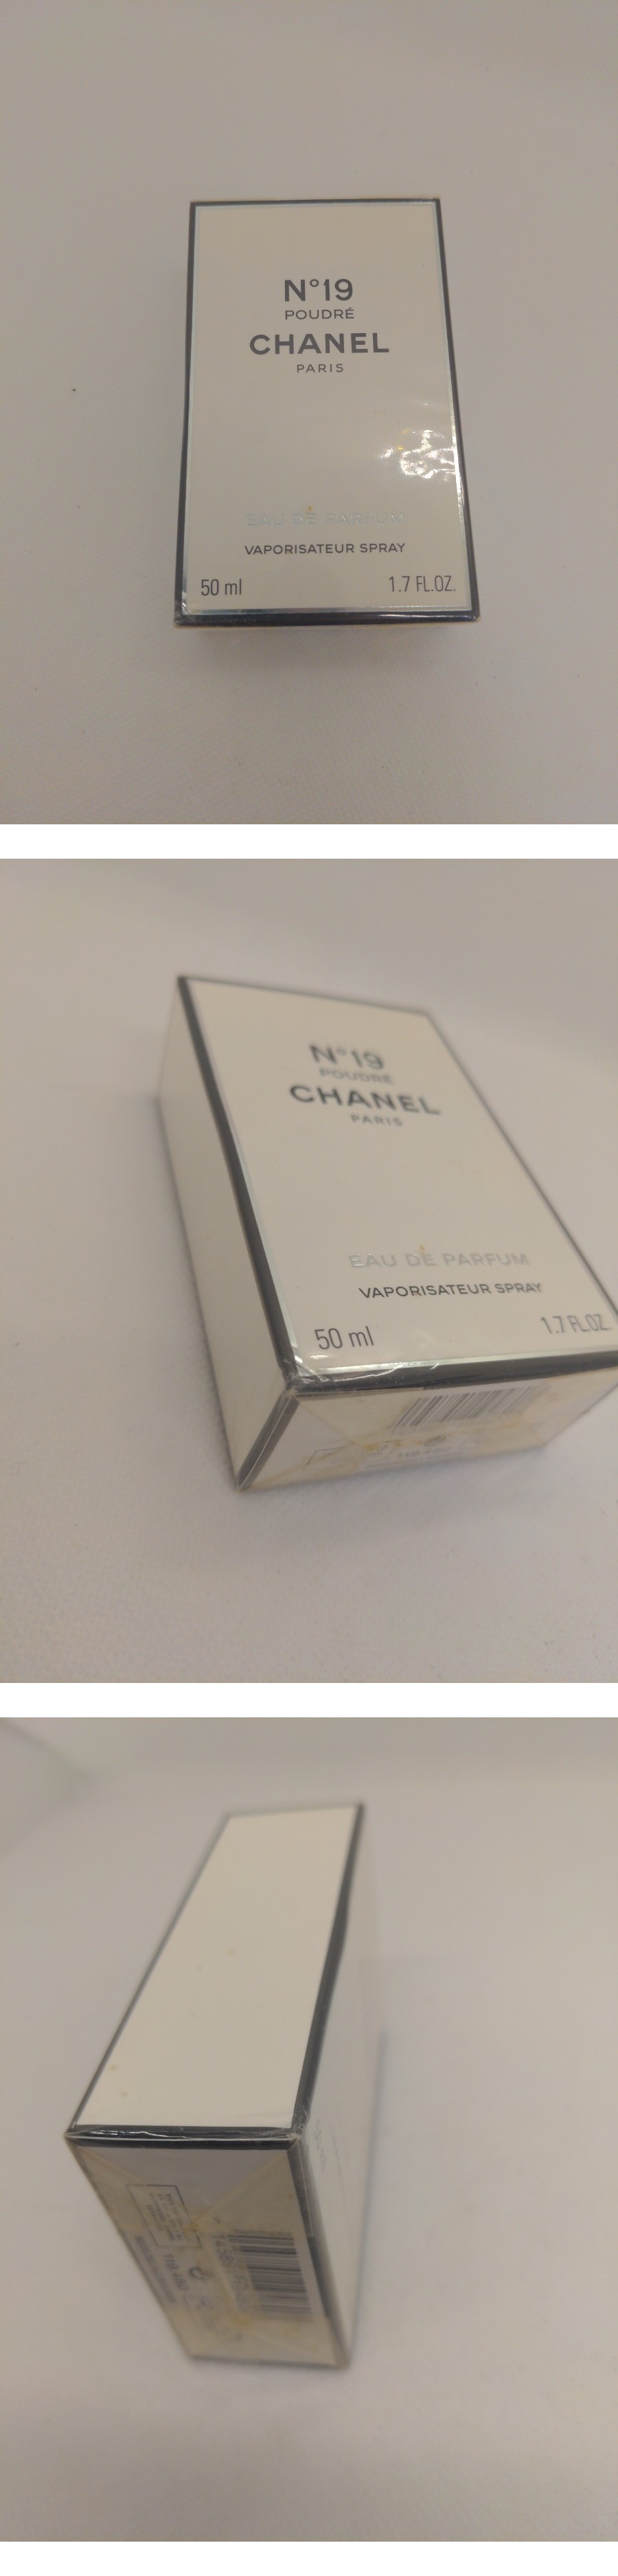 N°19
POUDRÉ
CHANEL
PARIS
EAU DE PARFUM
VAPORISATEUR SPRAY
50 ml
1.7 FL.OZ.
N°19
POUDRÉ
CHANEL
PARIS
EAU DE PARFUM
VAPORISATEUR SPRAY
50 ml
1.7 FL.OZ.